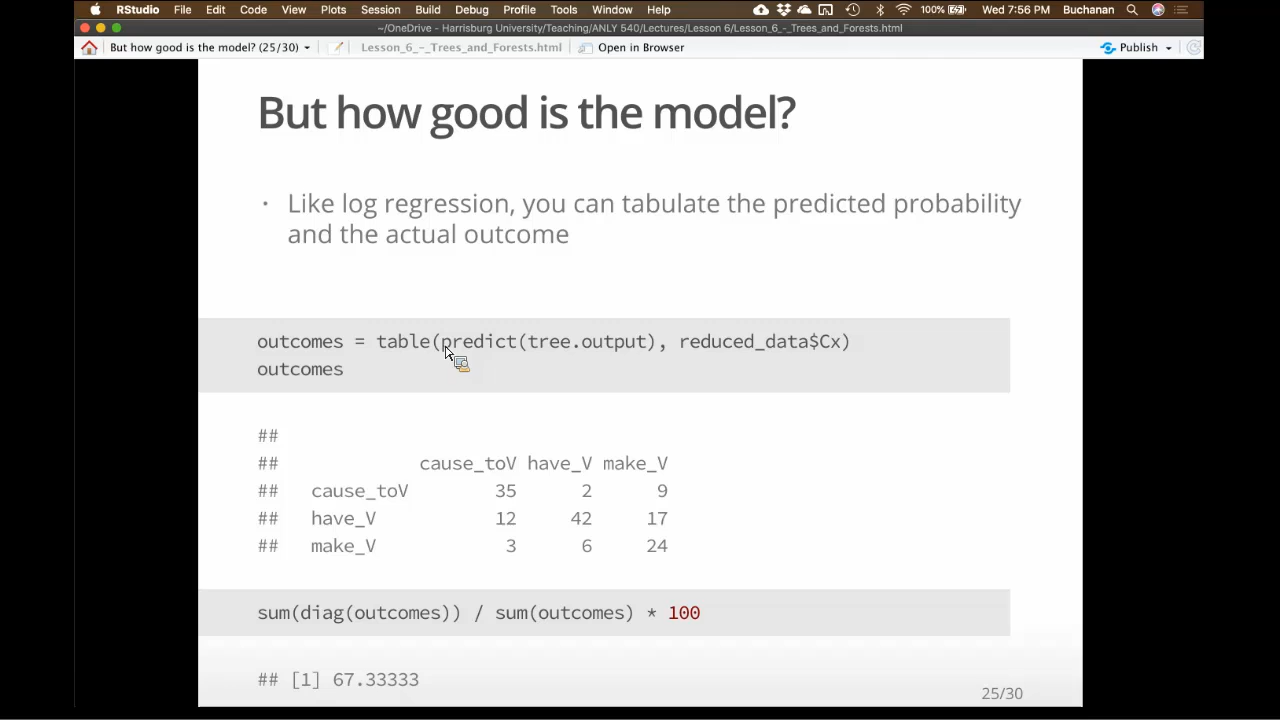 RStudio File Edit Code View Plots Session Build Debug Profile Tools Window Help 100% Wed 7:56 PM Buchanan
~/OneDrive - Harrisburg University/Teaching/ANLY 540/Lectures/Lesson 6/Lesson_6_-_Trees_and_Forests.html
But how good is the model? (25/30) Lesson_6_-_Trees_and_Forests.html Open in Browser Publish
But how good is the model?
• Like log regression, you can tabulate the predicted probability
and the actual outcome
outcomes = table(predict(tree.output), reduced_data$Cx)
outcomes
##
## cause_toV have_V make_V
## cause_toV 35 2 9
## have_V 12 42 17
## make_V 3 6 24
sum(diag(outcomes)) / sum(outcomes) * 100
## [1] 67.33333
25/30